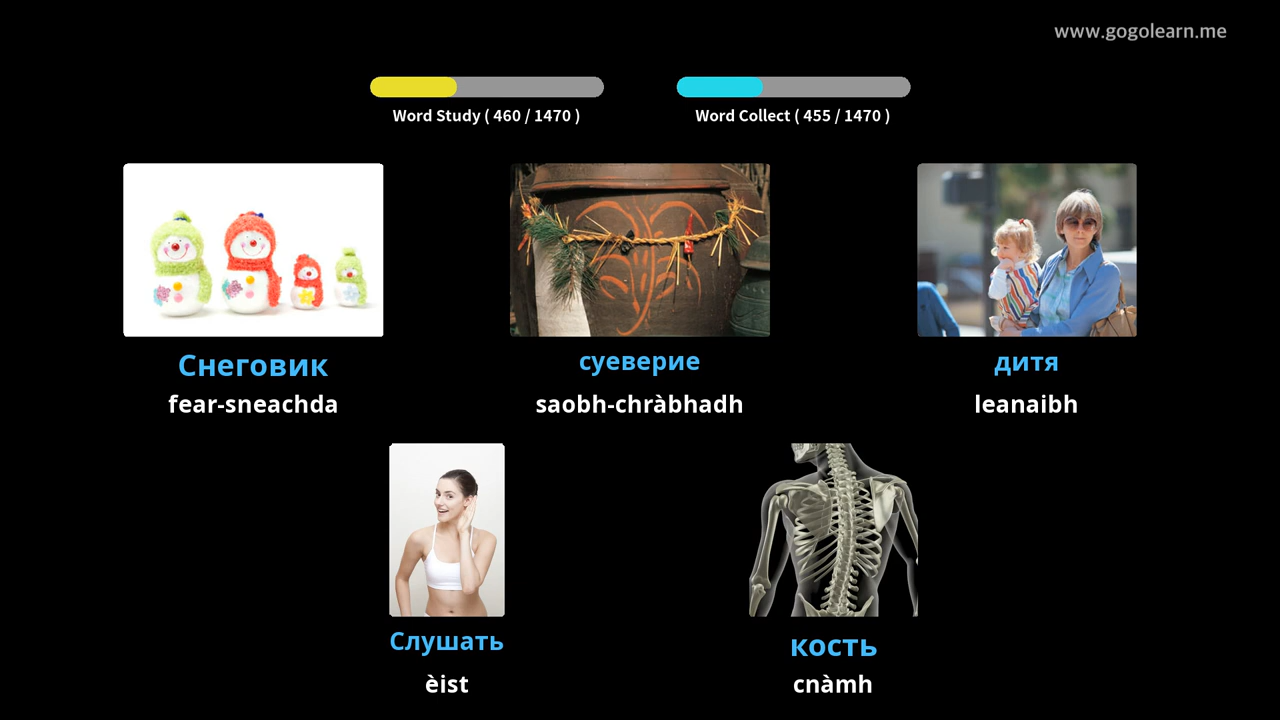 www.gogolearn.me
Word Study ( 460 / 1470 )
Word Collect ( 455 / 1470 )
Снеговик
fear-sneachda
суеверие
saobh-chràbhadh
дитя
leanaibh
Слушать
èist
кость
cnàmh